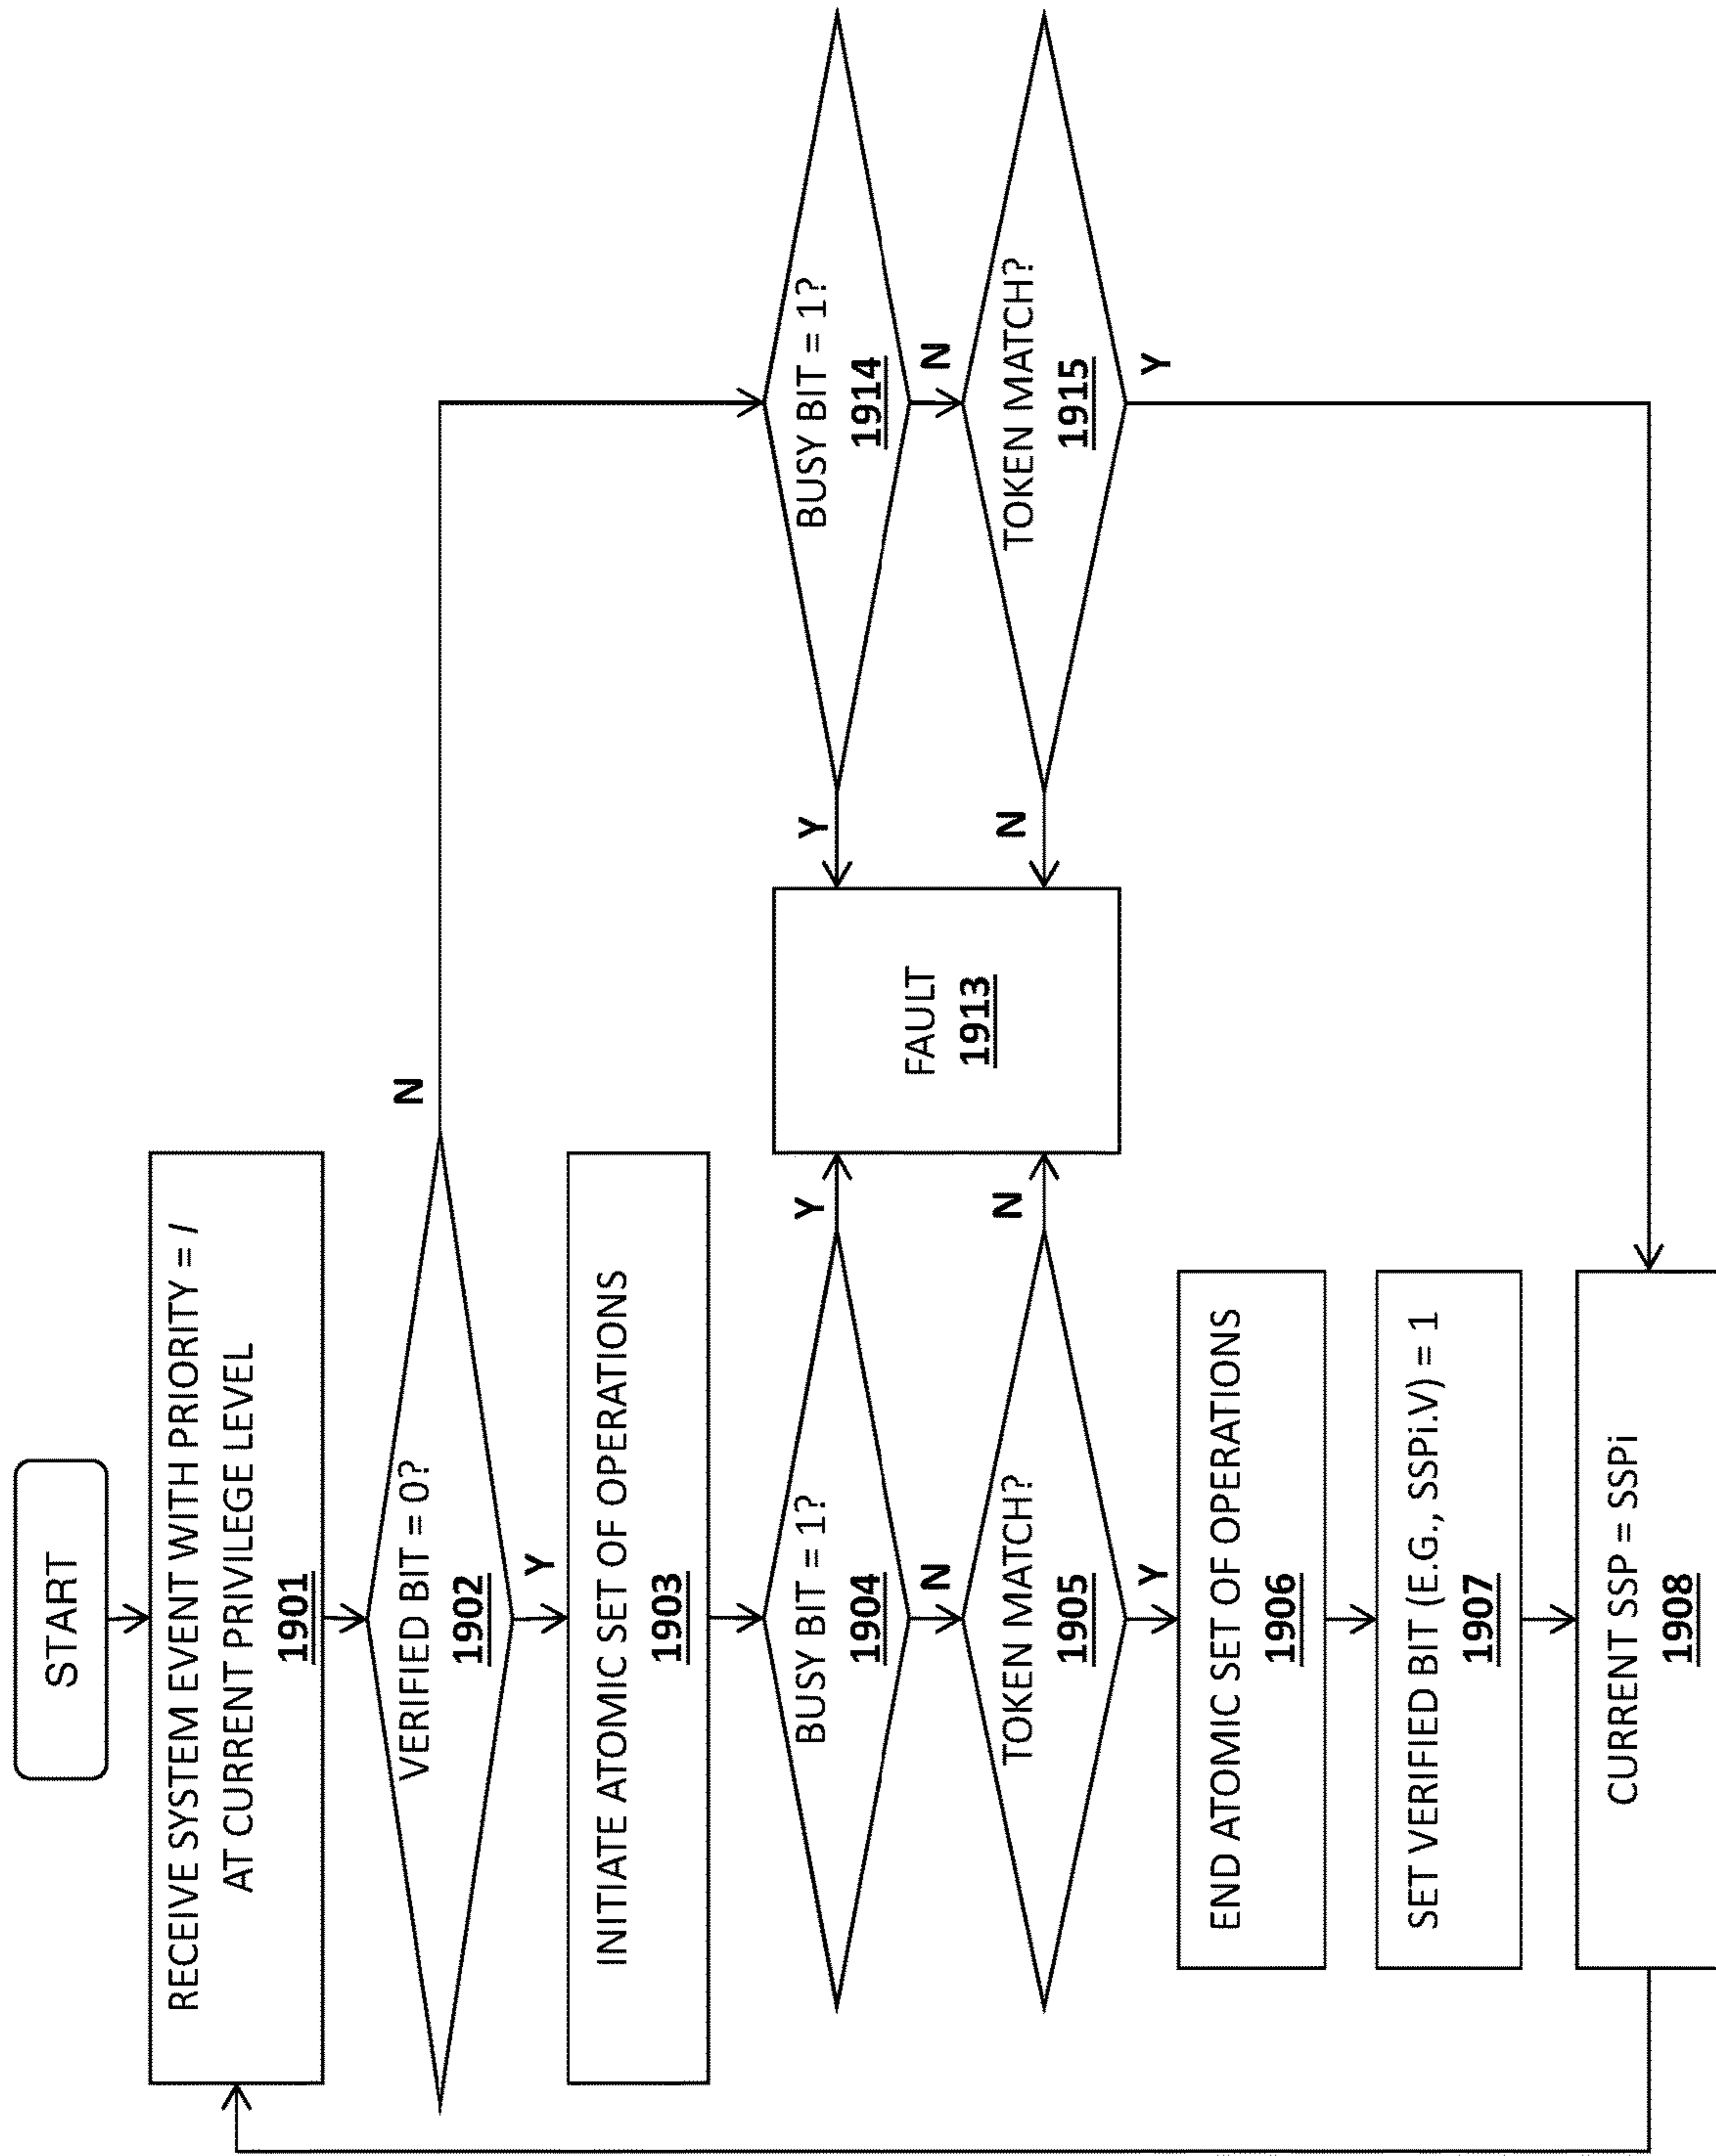 START
RECEIVE SYSTEM EVENT WITH PRIORITY = I
AT CURRENT PRIVILEGE LEVEL
1901
VERIFIED BIT = 0?
1902
N
Y
INITIATE ATOMIC SET OF OPERATIONS
1903
BUSY BIT = 1?
1904
Y
N
TOKEN MATCH?
1905
N
Y
END ATOMIC SET OF OPERATIONS
1906
SET VERIFIED BIT (E.G., SSPi.V) = 1
1907
CURRENT SSP = SSPi
1908
FAULT
1913
BUSY BIT = 1?
1914
Y
N
TOKEN MATCH?
1915
N
Y